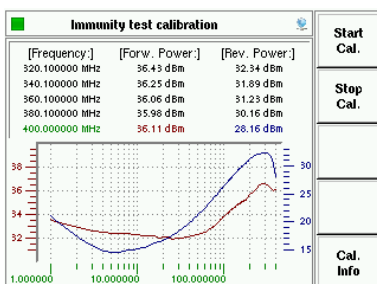 Immunity test calibration
[Frequency:] [Forw. Power:] [Rev. Power:]
320.100000 MHz 36.43 dBm 32.34 dBm
340.100000 MHz 36.25 dBm 31.89 dBm
360.100000 MHz 36.06 dBm 31.23 dBm
380.100000 MHz 35.98 dBm 30.16 dBm
400.000000 MHz 36.11 dBm 28.16 dBm
38
36
34
32
30
25
20
15
1.000000 10.000000 100.000000
Start
Cal.
Stop
Cal.
Cal.
Info